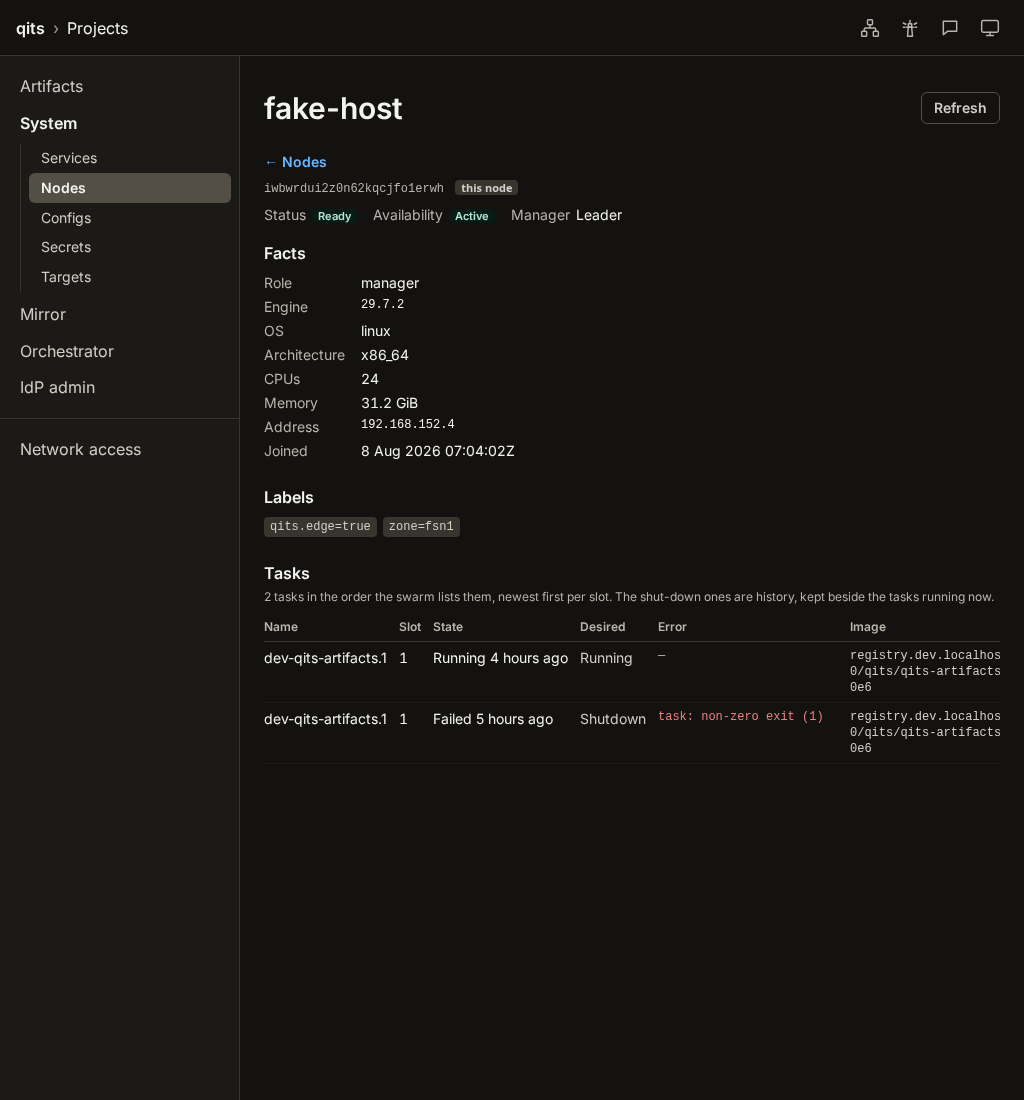 qits › Projects
Artifacts
System
Services
Nodes
Configs
Secrets
Targets
Mirror
Orchestrator
IdP admin
Network access
fake-host
Refresh
← Nodes
iwbwrdui2z0n62kqcjfo1erwh this node
Status Ready Availability Active Manager Leader
Facts
Role manager
Engine 29.7.2
OS linux
Architecture x86_64
CPUs 24
Memory 31.2 GiB
Address 192.168.152.4
Joined 8 Aug 2026 07:04:02Z
Labels
qits.edge=true zone=fsn1
Tasks
2 tasks in the order the swarm lists them, newest first per slot. The shut-down ones are history, kept beside the tasks running now.
Name Slot State Desired Error Image
dev-qits-artifacts.1 1 Running 4 hours ago Running — registry.dev.localhos
0/qits/qits-artifacts
0e6
dev-qits-artifacts.1 1 Failed 5 hours ago Shutdown task: non-zero exit (1) registry.dev.localhos
0/qits/qits-artifacts
0e6